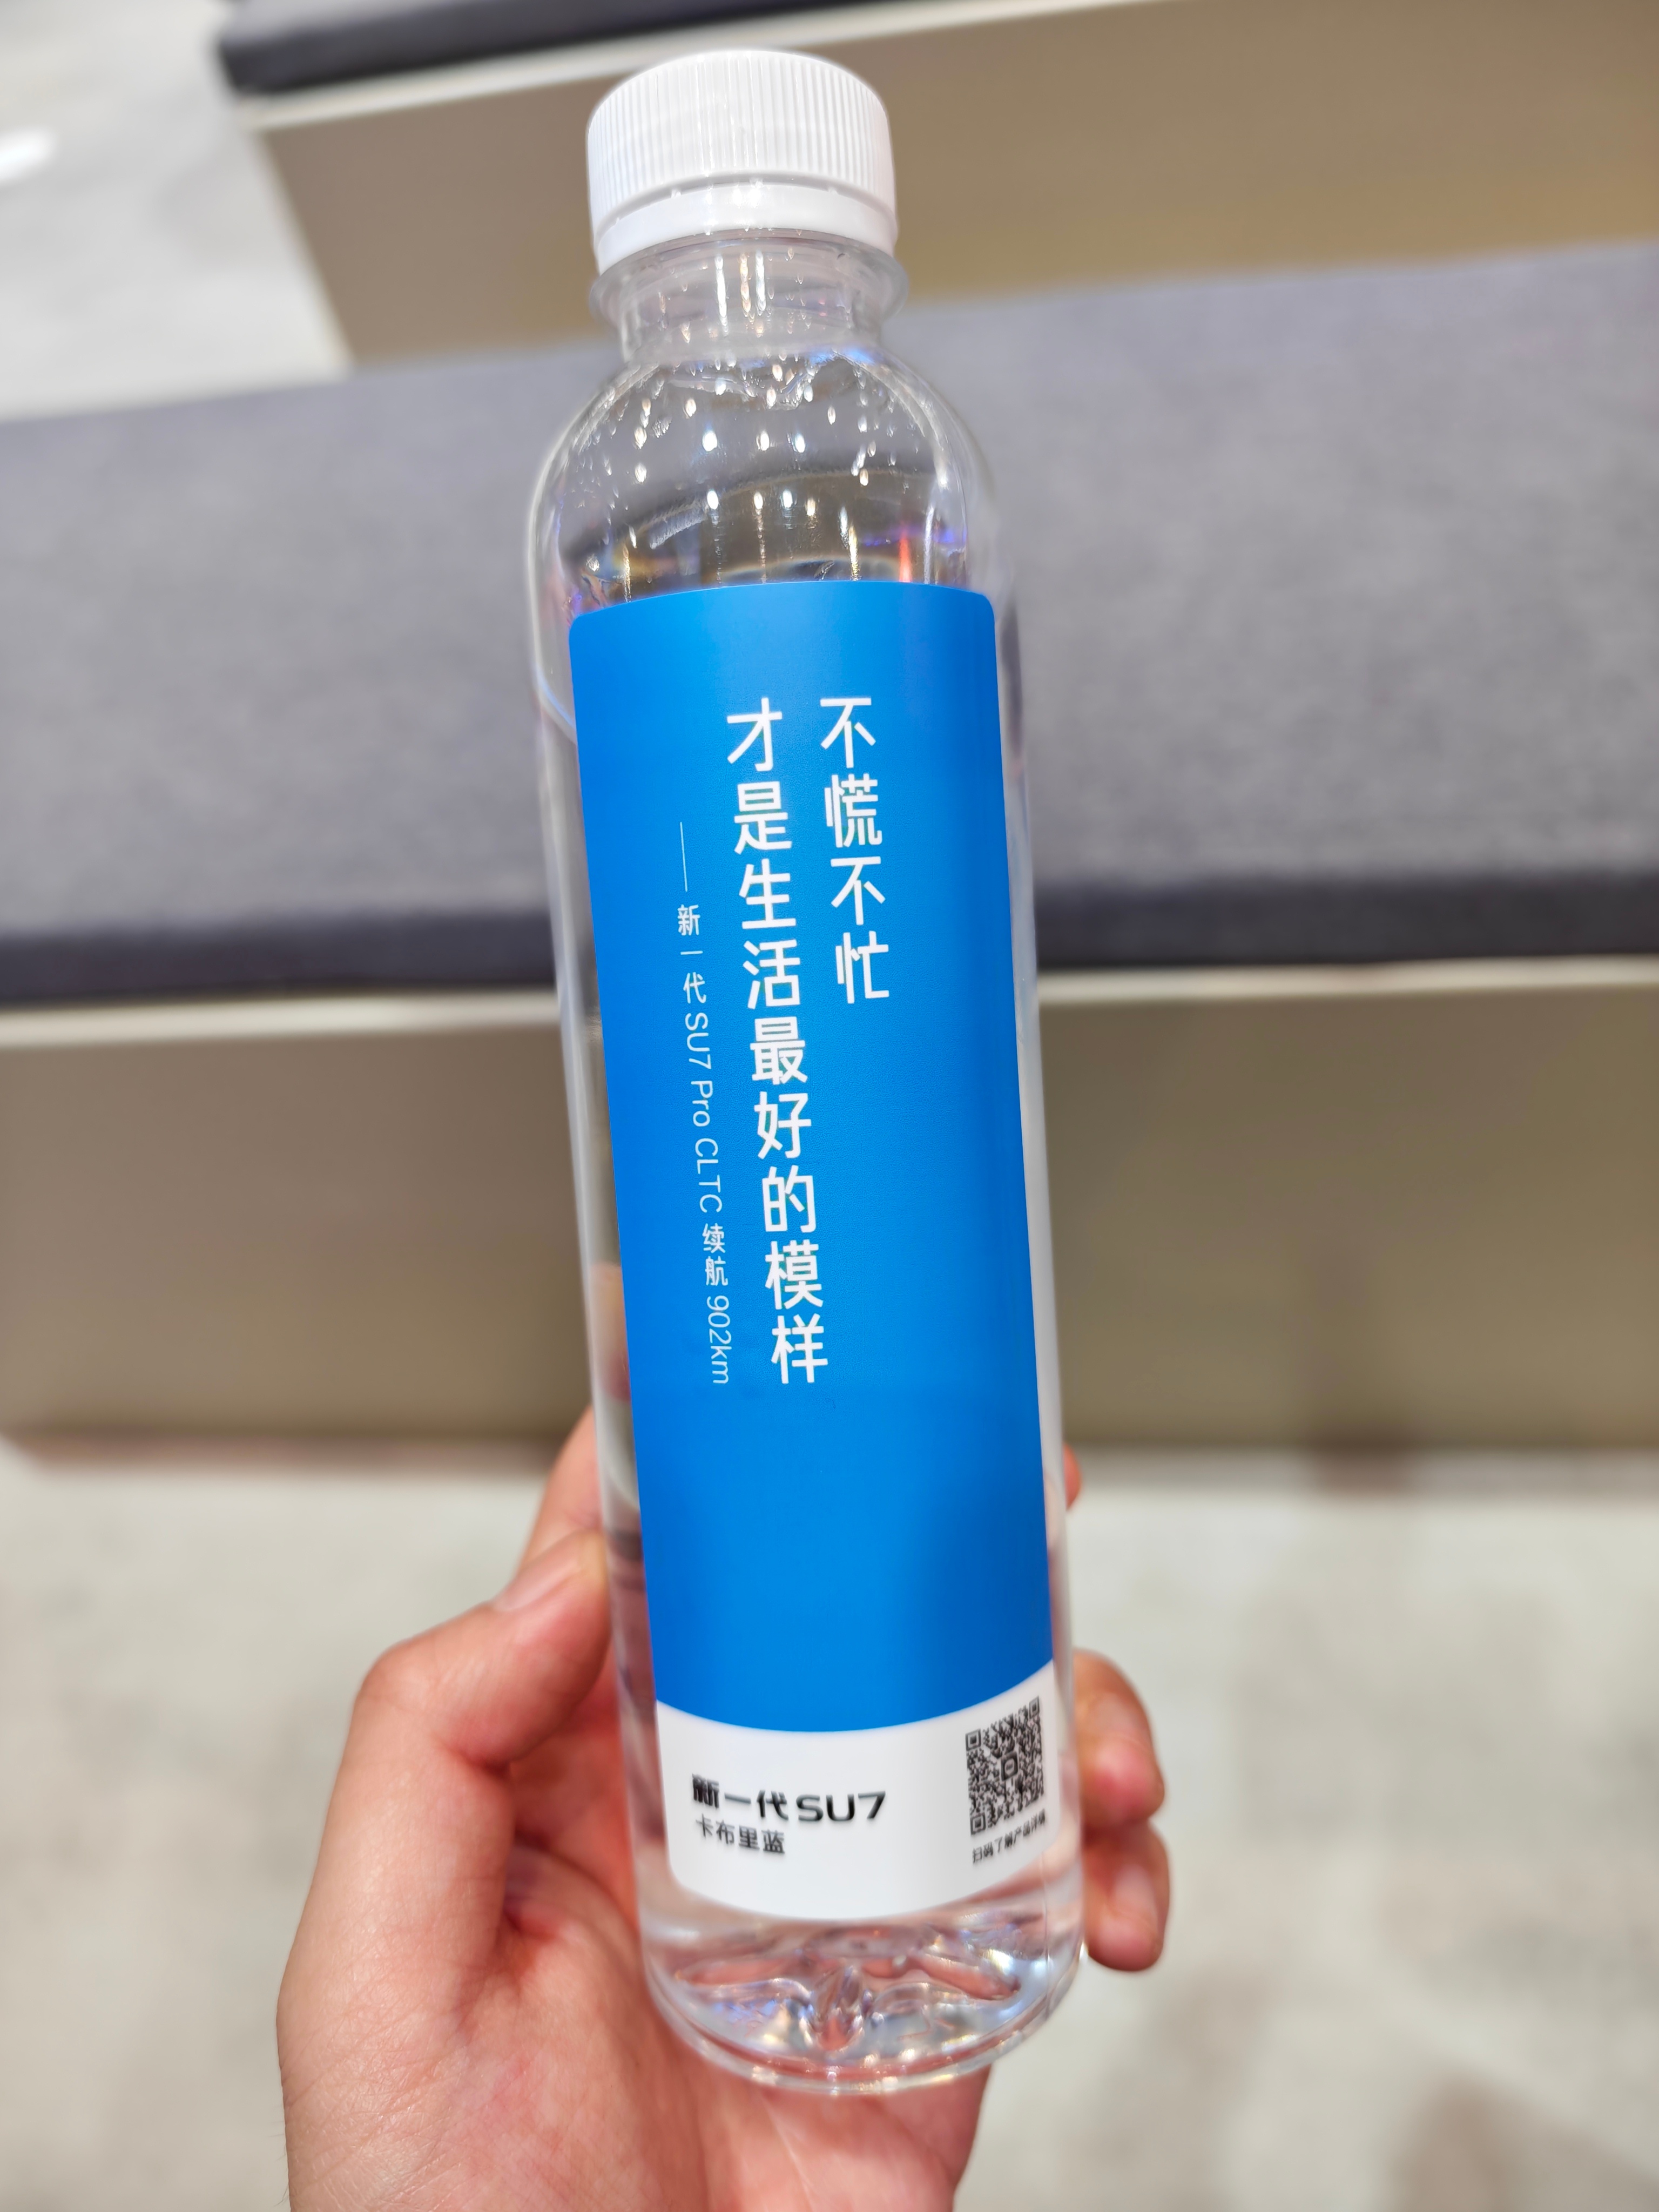 不慌不忙
才是生活最好的模样
——新一代 SU7 Pro CLTC 续航 902km
新一代 SU7
卡布里蓝